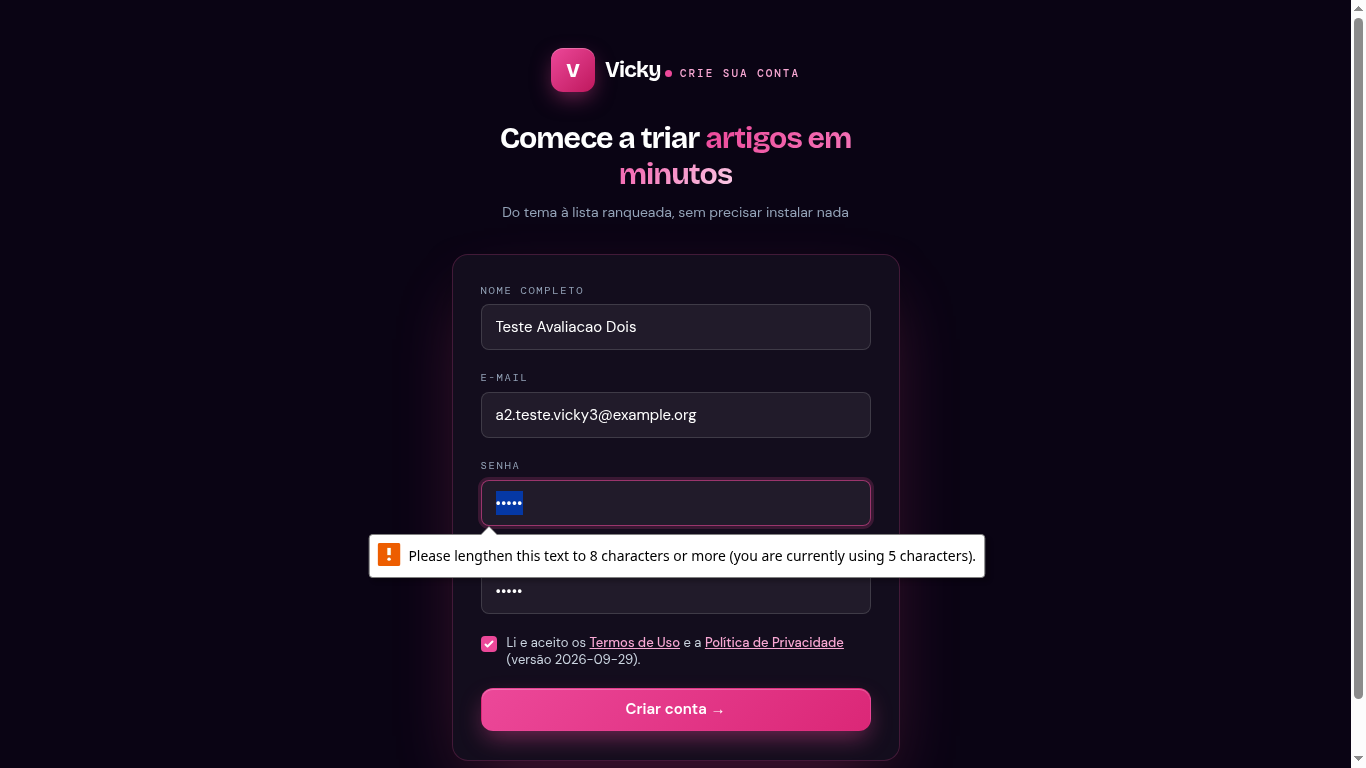 V
Vicky CRIE SUA CONTA
Comece a triar artigos em
minutos
Do tema à lista ranqueada, sem precisar instalar nada
NOME COMPLETO
Teste Avaliacao Dois
E-MAIL
a2.teste.vicky3@example.org
SENHA
•••••
Please lengthen this text to 8 characters or more (you are currently using 5 characters).
•••••
Li e aceito os Termos de Uso e a Política de Privacidade
(versão 2026-09-29).
Criar conta →